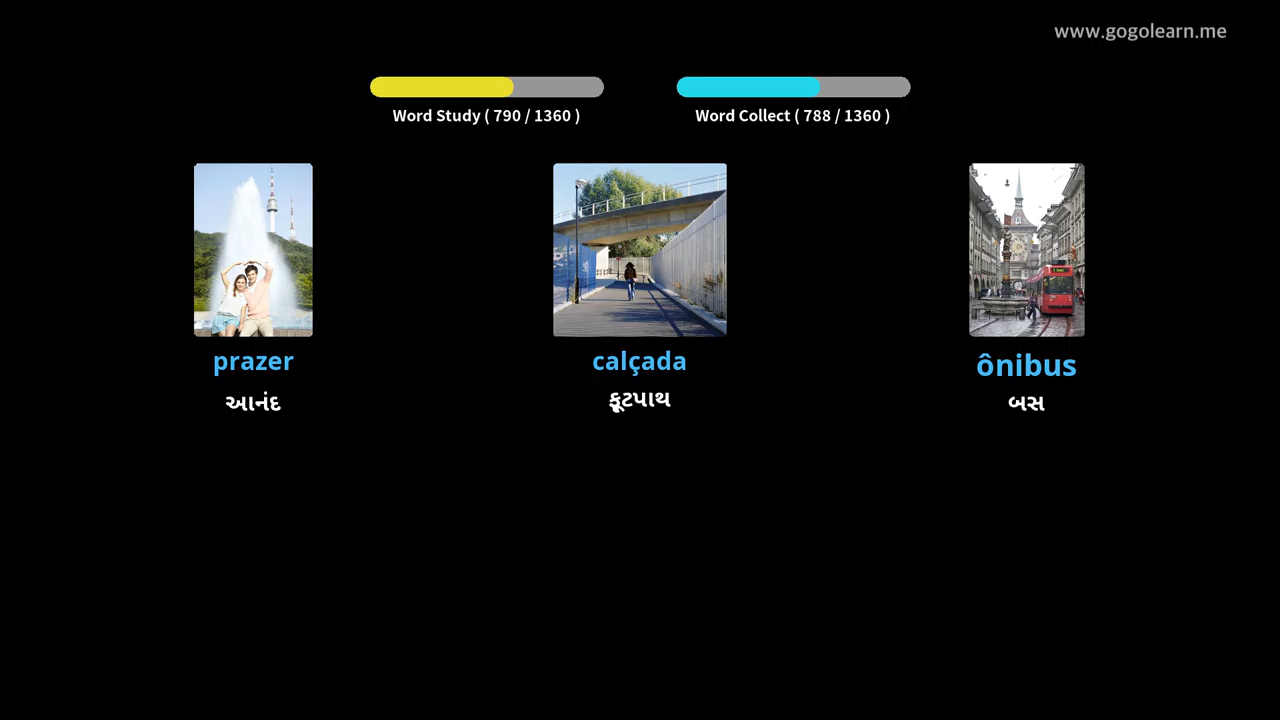 www.gogolearn.me
Word Study ( 790 / 1360 )
Word Collect ( 788 / 1360 )
prazer
calçada
ônibus
આનંદ
ફૂટપાથ
બસ